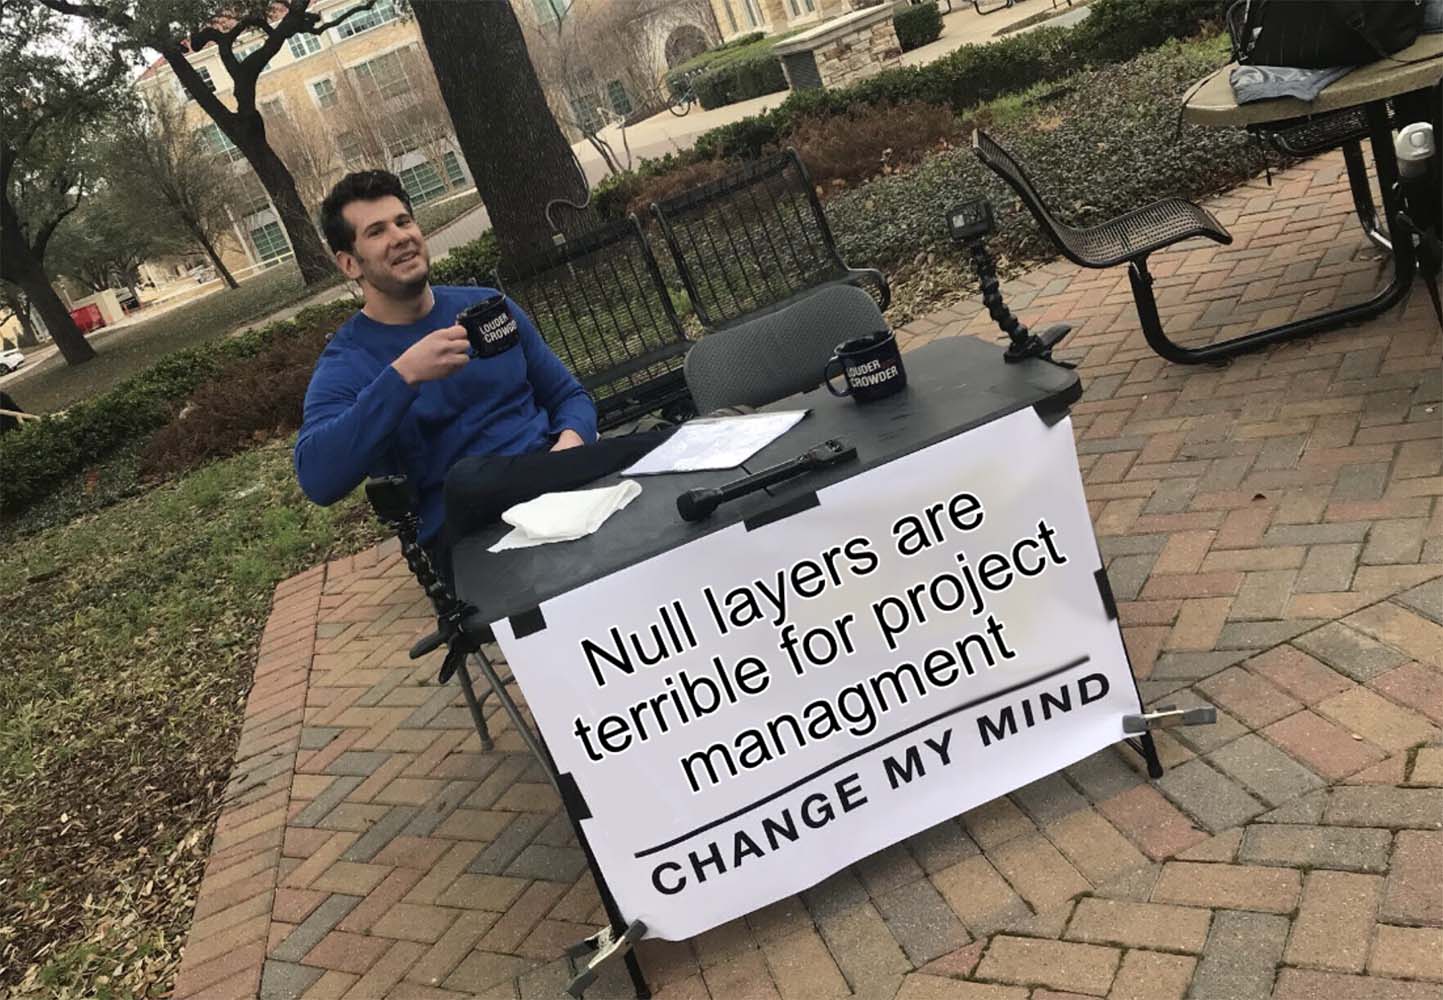 LOUDER
CROWDER
LOUDER
CROWDER
Null layers are
terrible for project
managment
CHANGE MY MIND